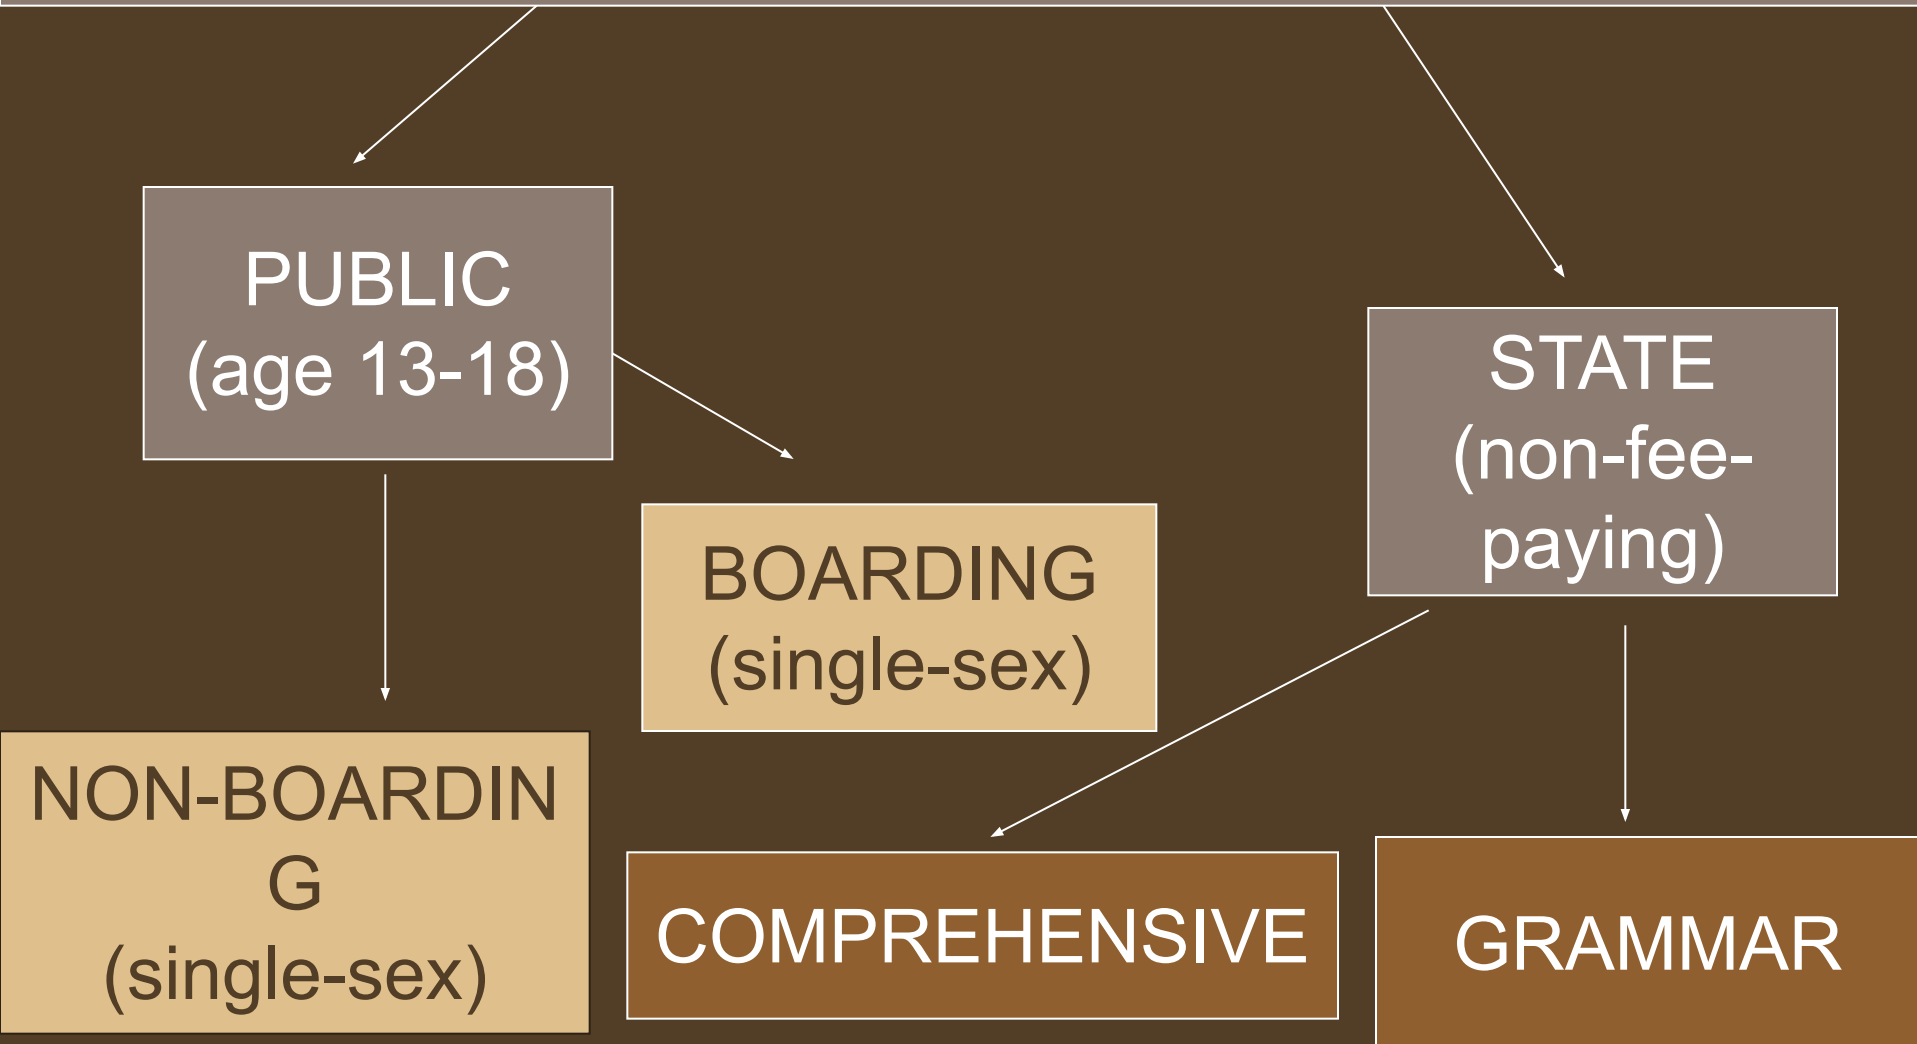 PUBLIC
(age 13-18)
STATE
(non-fee-
paying)
BOARDING
(single-sex)
NON-BOARDIN
G
(single-sex)
COMPREHENSIVE
GRAMMAR